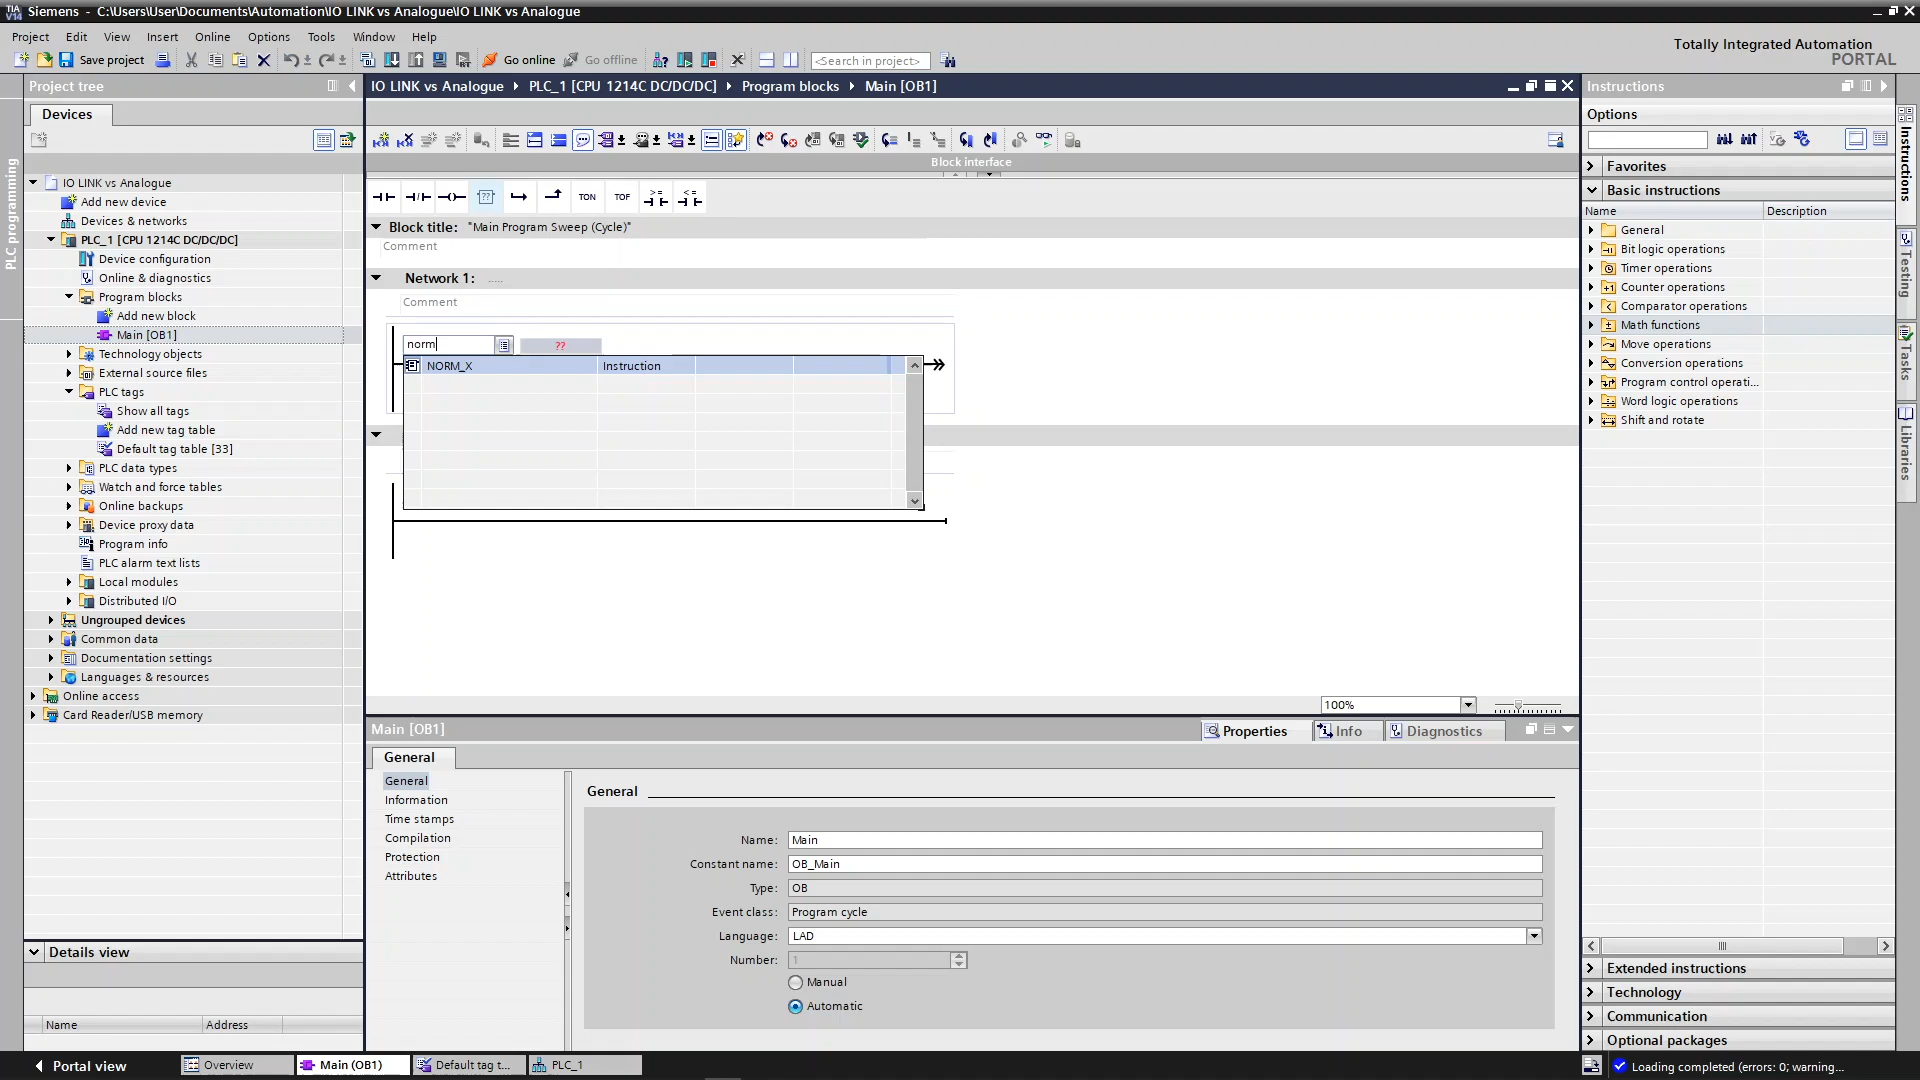 Siemens - C:\Users\User\Documents\Automation\IO LINK vs Analogue\IO LINK vs Analogue
Project Edit View Insert Online Options Tools Window Help
Totally Integrated Automation
PORTAL
Save project
Go online
Go offline
<Search in project>
Project tree
IO LINK vs Analogue
PLC_1 [CPU 1214C DC/DC/DC]
Program blocks
Main [OB1]
Instructions
Devices
Options
PLC programming
Block interface
IO LINK vs Analogue
Add new device
Devices & networks
PLC_1 [CPU 1214C DC/DC/DC]
Device configuration
Online & diagnostics
Program blocks
Add new block
Main [OB1]
Technology objects
External source files
PLC tags
Show all tags
Add new tag table
Default tag table [33]
PLC data types
Watch and force tables
Online backups
Device proxy data
Program info
PLC alarm text lists
Local modules
Distributed I/O
Ungrouped devices
Common data
Documentation settings
Languages & resources
Online access
Card Reader/USB memory
Details view
Name Address
??
TON
TOF
>=
<=
Block title: "Main Program Sweep (Cycle)"
Comment
Network 1: .....
Comment
norm
??
NORM_X Instruction
100%
Main [OB1]
Properties
Info
Diagnostics
General
General
Information
Time stamps
Compilation
Protection
Attributes
General
Name: Main
Constant name: OB_Main
Type: OB
Event class: Program cycle
Language: LAD
Number: 1
Manual
Automatic
Favorites
Basic instructions
Name Description
General
Bit logic operations
Timer operations
Counter operations
Comparator operations
Math functions
Move operations
Conversion operations
Program control operati...
Word logic operations
Shift and rotate
Extended instructions
Technology
Communication
Optional packages
Instructions
Testing
Tasks
Libraries
Portal view
Overview
Main (OB1)
Default tag t...
PLC_1
Loading completed (errors: 0; warning...